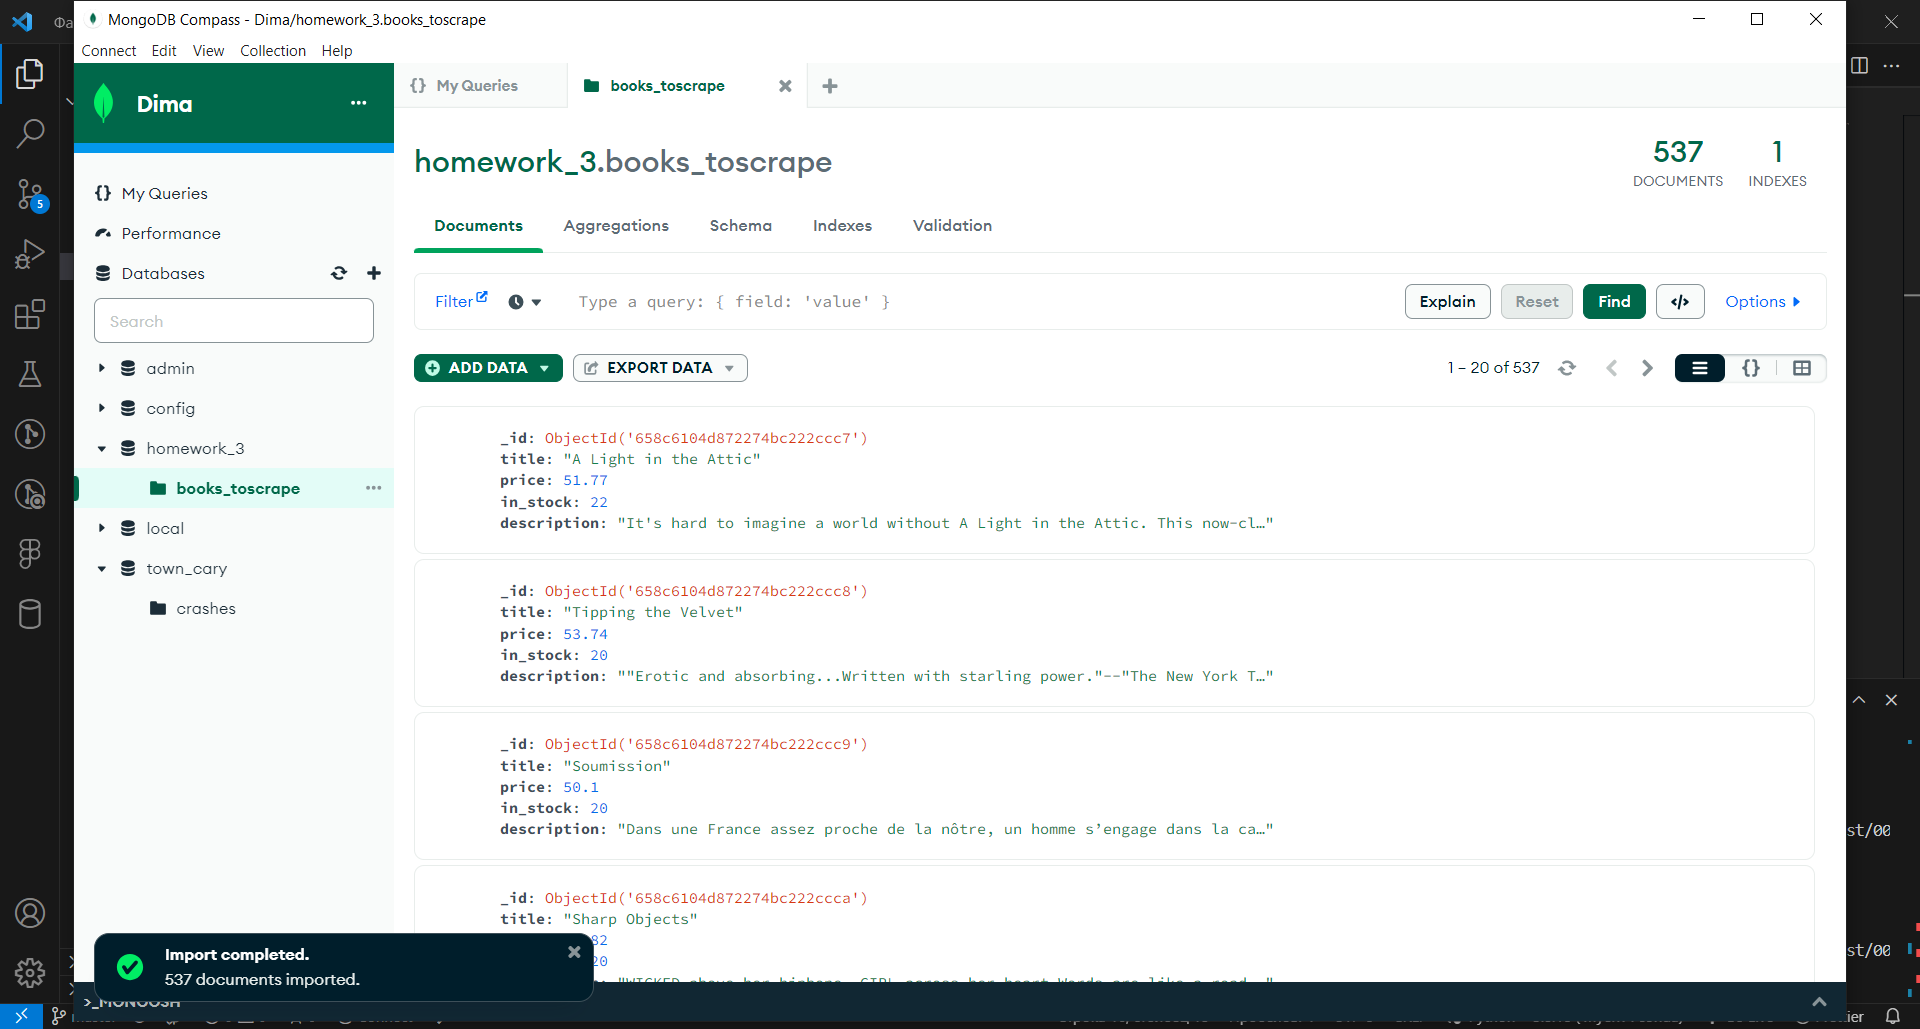 MongoDB Compass - Dima/homework_3.books_toscrape
Connect Edit View Collection Help
Dima
My Queries
books_toscrape
homework_3.books_toscrape
537
DOCUMENTS
1
INDEXES
My Queries
Performance
Databases
Search
admin
config
homework_3
books_toscrape
local
town_cary
crashes
Documents Aggregations Schema Indexes Validation
Filter
Type a query: { field: 'value' }
Explain Reset Find </> Options
ADD DATA
EXPORT DATA
1 – 20 of 537
_id: ObjectId('658c6104d872274bc222ccc7')
title: "A Light in the Attic"
price: 51.77
in_stock: 22
description: "It's hard to imagine a world without A Light in the Attic. This now-cl…"
_id: ObjectId('658c6104d872274bc222ccc8')
title: "Tipping the Velvet"
price: 53.74
in_stock: 20
description: ""Erotic and absorbing...Written with starling power."--"The New York T…"
_id: ObjectId('658c6104d872274bc222ccc9')
title: "Soumission"
price: 50.1
in_stock: 20
description: "Dans une France assez proche de la nôtre, un homme s’engage dans la ca…"
_id: ObjectId('658c6104d872274bc222ccca')
title: "Sharp Objects"
82
20
Import completed.
537 documents imported.
>_MONGOSH
5
Фа
st/00
st/00